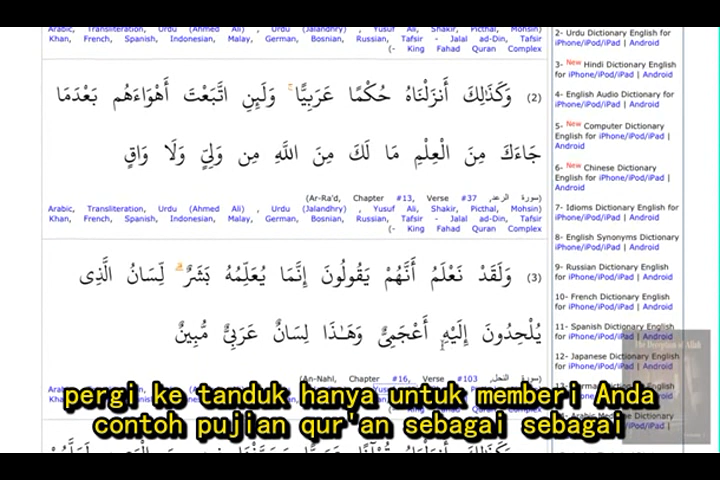 Arabic, Transliteration, Urdu (Ahmed Ali) , Urdu (Jalandhry) , Yusuf Ali, Shakir, Picthal, Mohsin)
Khan, French, Spanish, Indonesian, Malay, German, Bosnian, Russian, Tafsir - Jalal ad-Din, Tafsir
(- King Fahad Quran Complex
(2) وَكَذَٰلِكَ أَنزَلْنَاهُ حُكْمًا عَرَبِيًّا ۚ وَلَئِنِ اتَّبَعْتَ أَهْوَاءَهُم بَعْدَمَا
جَاءَكَ مِنَ الْعِلْمِ مَا لَكَ مِنَ اللَّهِ مِن وَلِيٍّ وَلَا وَاقٍ
(Ar-Ra'd, Chapter #13, Verse #37 سورة الرعد)
Arabic, Transliteration, Urdu (Ahmed Ali) , Urdu (Jalandhry) , Yusuf Ali, Shakir, Picthal, Mohsin)
Khan, French, Spanish, Indonesian, Malay, German, Bosnian, Russian, Tafsir - Jalal ad-Din, Tafsir
(- King Fahad Quran Complex
(3) وَلَقَدْ نَعْلَمُ أَنَّهُمْ يَقُولُونَ إِنَّمَا يُعَلِّمُهُ بَشَرٌ ۗ لِّسَانُ الَّذِى
يُلْحِدُونَ إِلَيْهِ أَعْجَمِىٌّ وَهَٰذَا لِسَانٌ عَرَبِىٌّ مُّبِينٌ
(An-Nahl, Chapter #16, Verse #103 سورة النحل)
pergi ke tanduk hanya untuk memberi Anda
contoh pujian qur'an sebagai sebagai
2- Urdu Dictionary English for
iPhone/iPod/iPad | Android
3- New Hindi Dictionary English
for iPhone/iPod/iPad | Android
4- English Audio Dictionary for
iPhone/iPod/iPad | Android
5- New Computer Dictionary
English for iPhone/iPod/iPad |
Android
6- New Chinese Dictionary
English for iPhone/iPod/iPad |
Android
7- Idioms Dictionary English for
iPhone/iPod/iPad | Android
8- English Synonyms Dictionary
for iPhone/iPod/iPad | Android
9- Russian Dictionary English
for iPhone/iPod/iPad | Android
10- French Dictionary English
for iPhone/iPod/iPad | Android
11- Spanish Dictionary English
for iPhone/iPod/iPad | Android
12- Japanese Dictionary English
for iPhone/iPod/iPad | Android